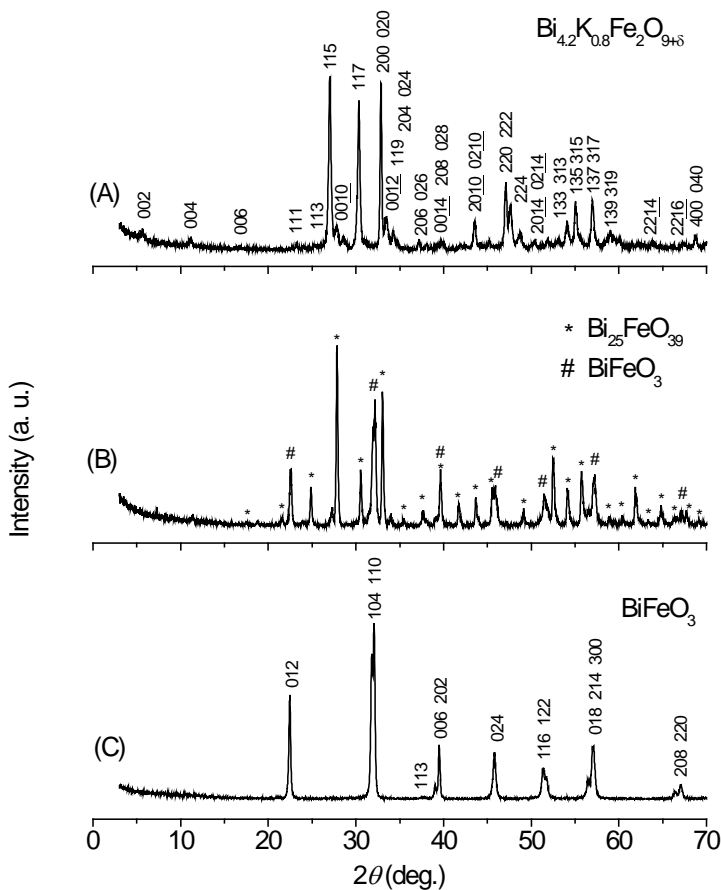 Bi4.2K0.8Fe2O9+δ
(A)
002
004
006
111
113
115
0010
117
200 020
0012 119 204 024
206 026
0014 208 028
2010 0210
220 222
224
2014 0214
133 313
135 315
137 317
139 319
2214
2216
400 040
(B)
* Bi25FeO39
# BiFeO3
(C)
BiFeO3
012
104 110
113
006 202
024
116 122
018 214 300
208 220
Intensity (a. u.)
0 10 20 30 40 50 60 70
2θ (deg.)